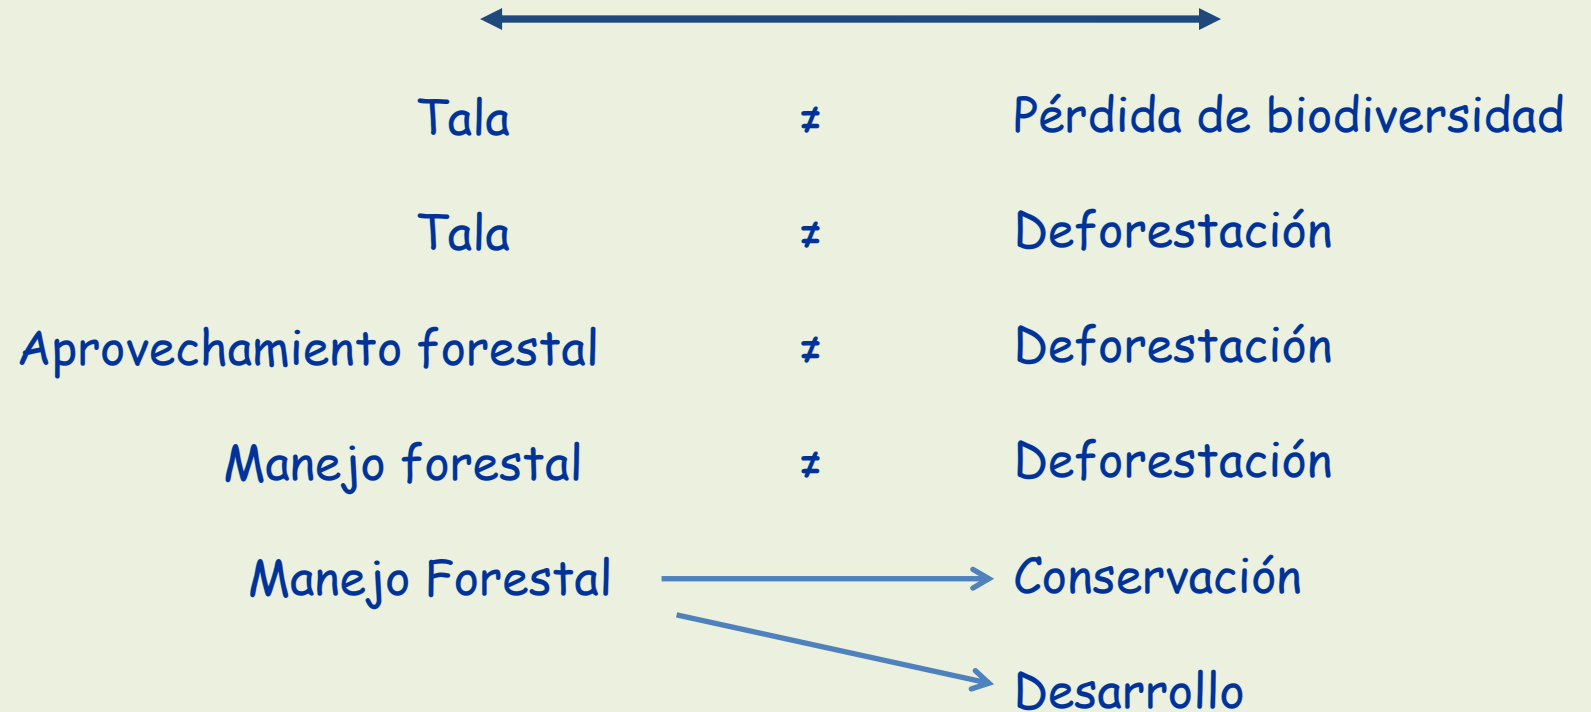 Tala ≠ Pérdida de biodiversidad
Tala ≠ Deforestación
Aprovechamiento forestal ≠ Deforestación
Manejo forestal ≠ Deforestación
Manejo Forestal Conservación
Desarrollo